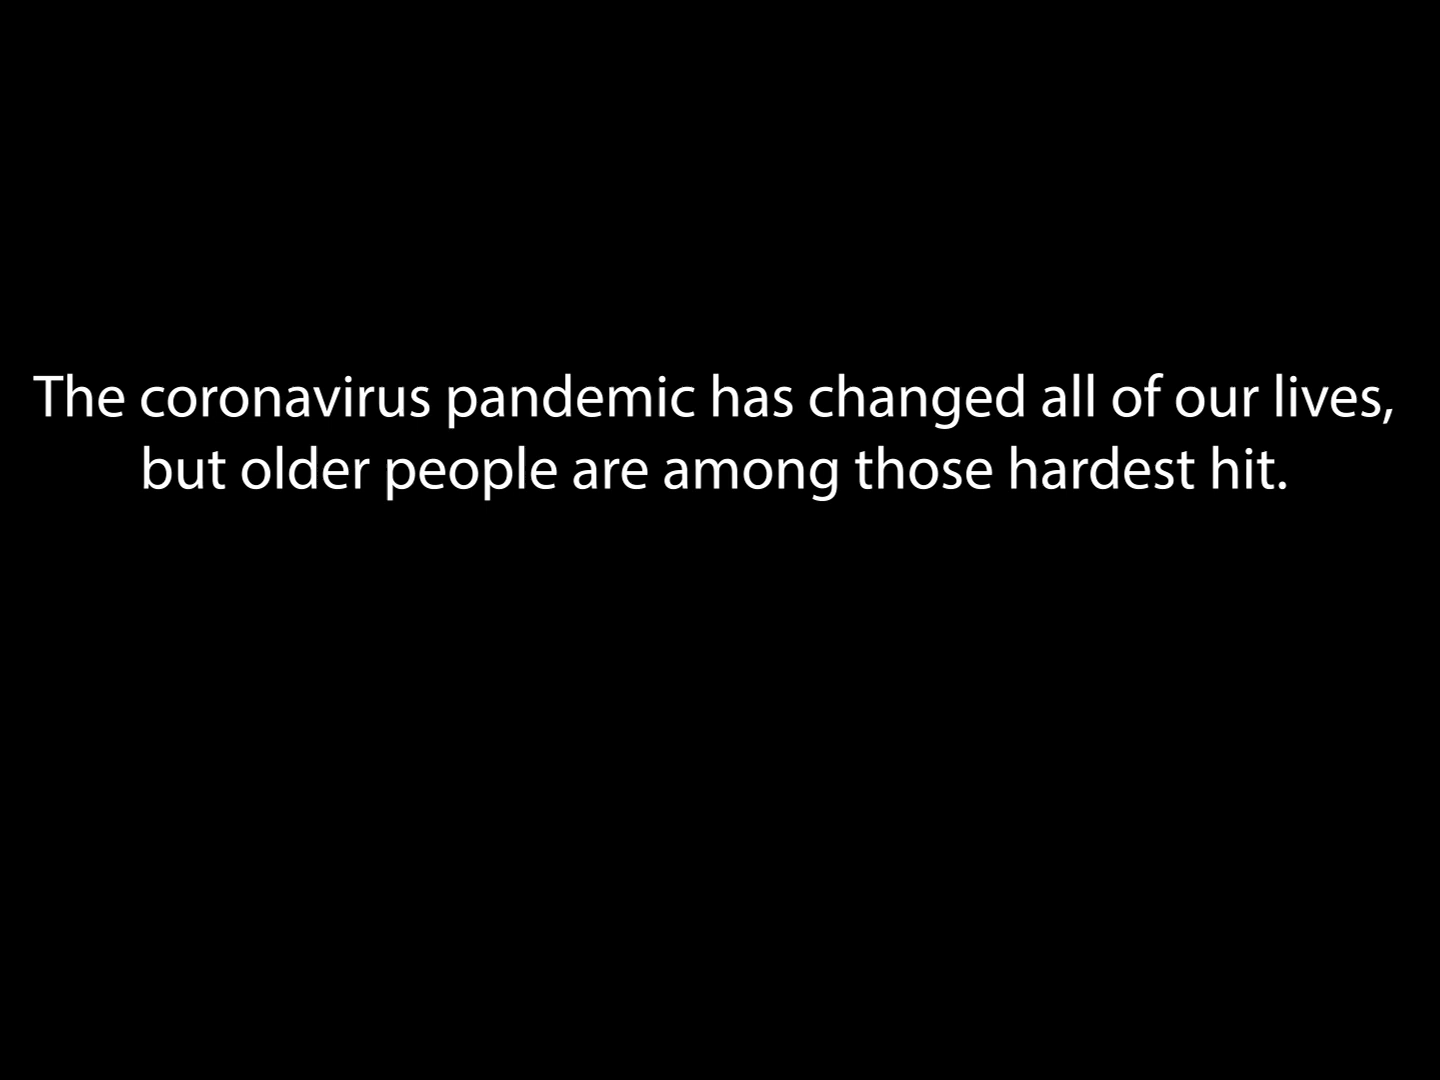 The coronavirus pandemic has changed all of our lives,
but older people are among those hardest hit.